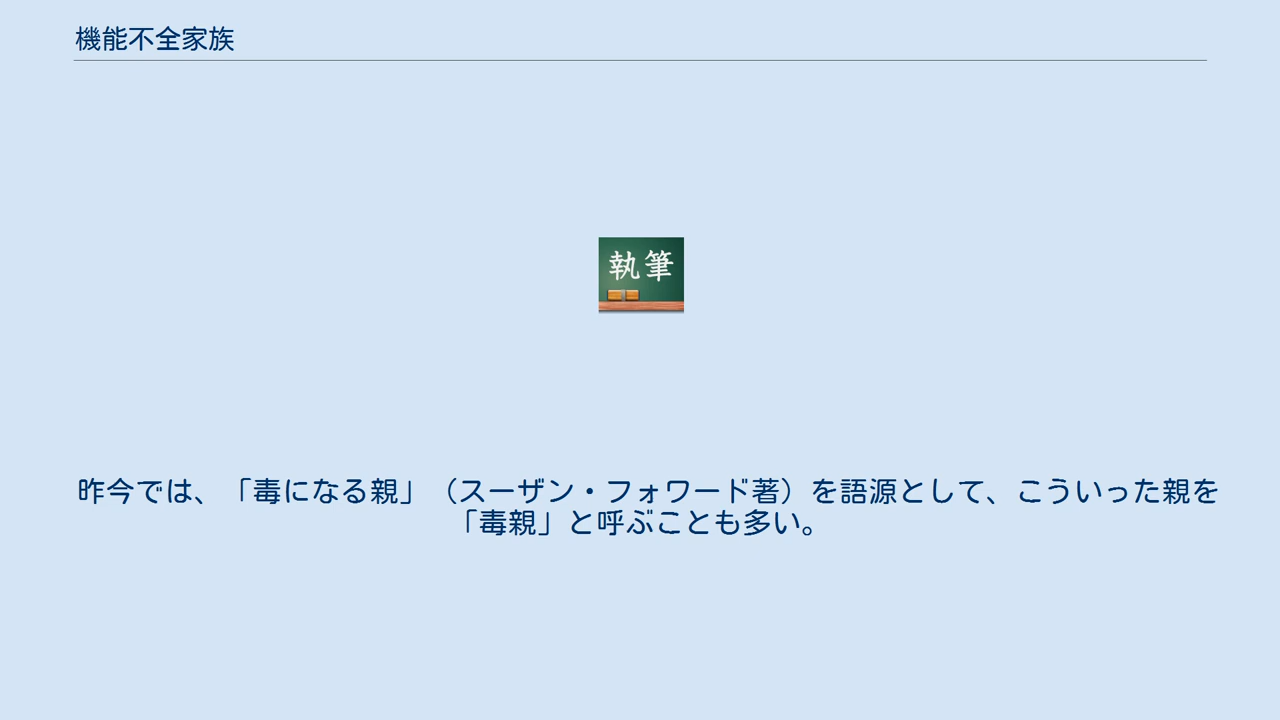 機能不全家族
執筆
昨今では、「毒になる親」（スーザン・フォワード著）を語源として、こういった親を
「毒親」と呼ぶことも多い。